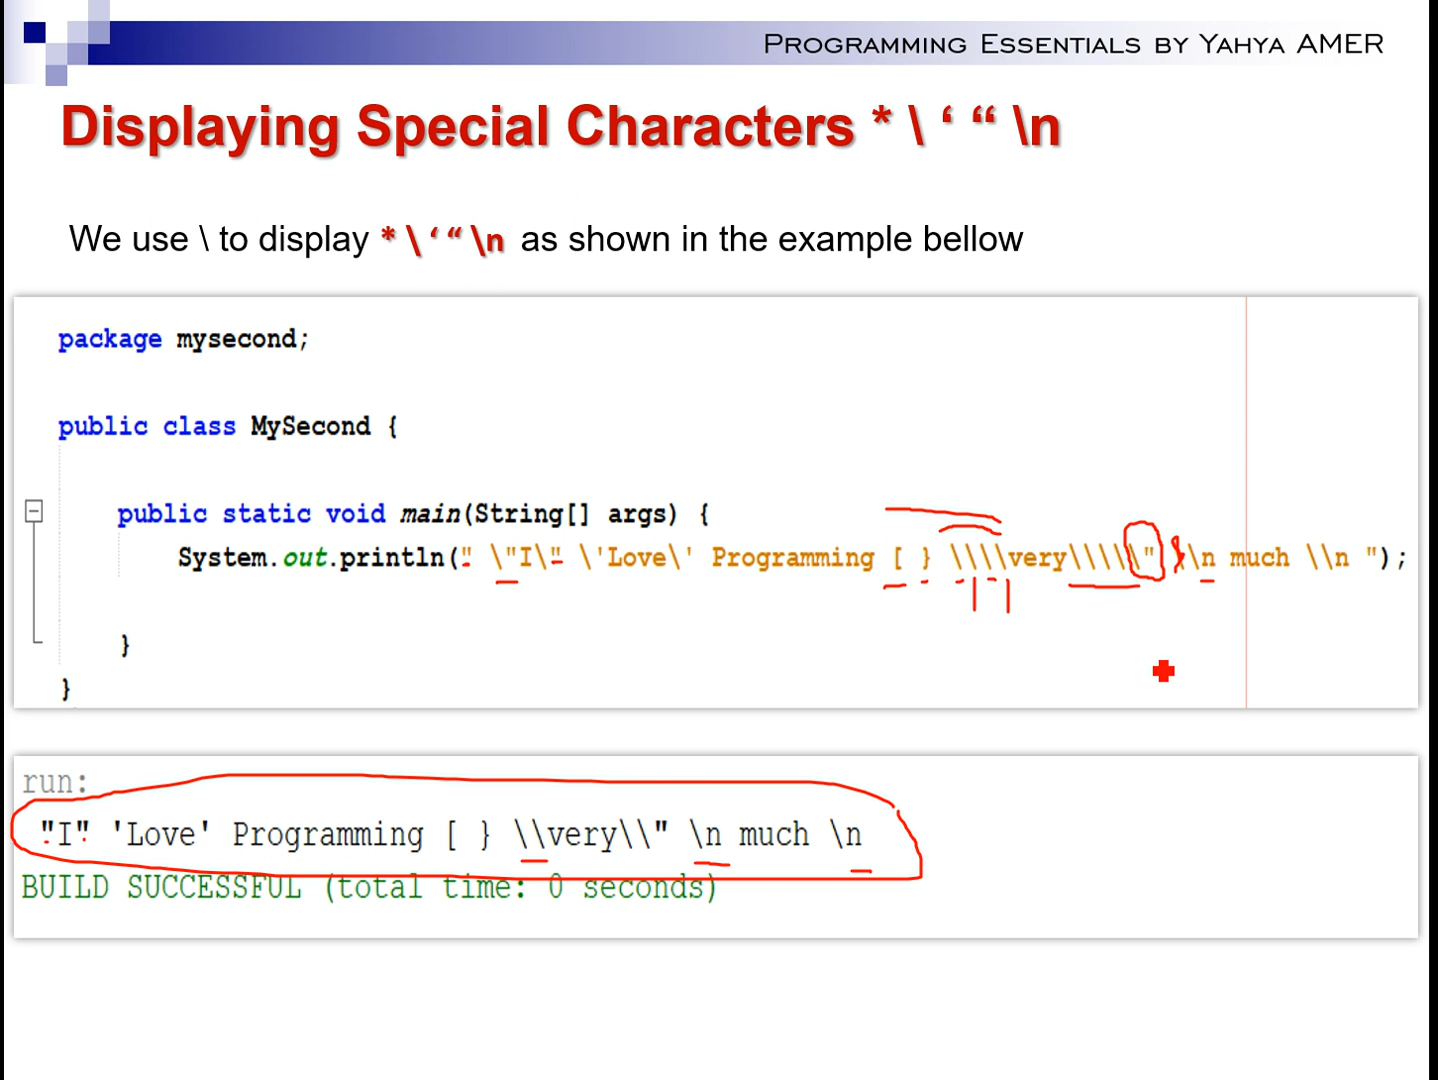 PROGRAMMING ESSENTIALS BY YAHYA AMER
Displaying Special Characters * \ ‘ “ \n
We use \ to display * \ ‘ “ \n as shown in the example bellow
package mysecond;
public class MySecond {
public static void main(String[] args) {
System.out.println(" \"I\" \'Love\' Programming [ } \\\\very\\\\\" \\n much \\n ");
}
}
run:
"I" 'Love' Programming [ } \\very\\" \n much \n
BUILD SUCCESSFUL (total time: 0 seconds)